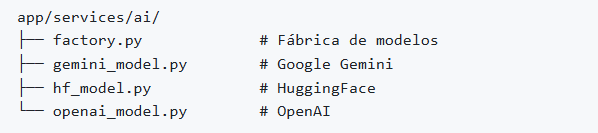 app/services/ai/
├── factory.py # Fábrica de modelos
├── gemini_model.py # Google Gemini
├── hf_model.py # HuggingFace
└── openai_model.py # OpenAI